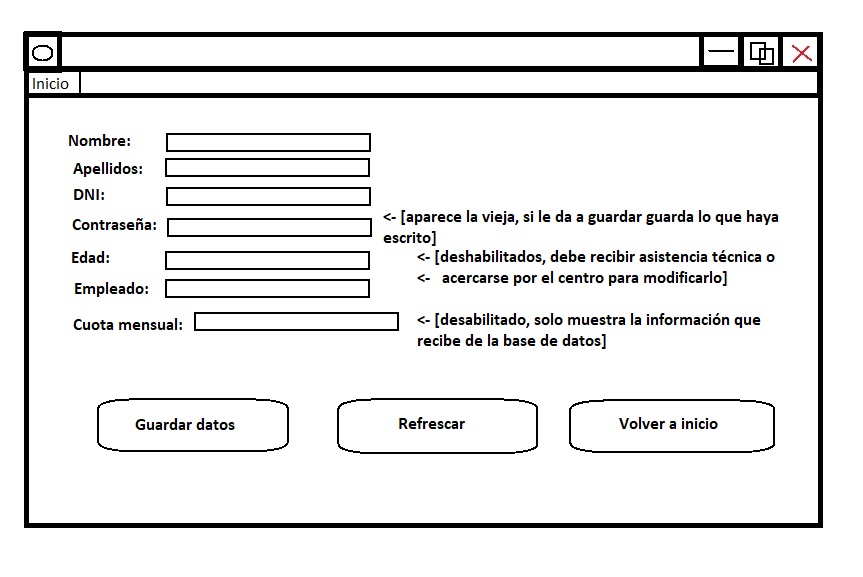 Inicio
Nombre:
Apellidos:
DNI:
Contraseña:
<- [aparece la vieja, si le da a guardar guarda lo que haya
escrito]
Edad:
<- [deshabilitados, debe recibir asistencia técnica o
Empleado:
<- acercarse por el centro para modificarlo]
Cuota mensual:
<- [desabilitado, solo muestra la información que
recibe de la base de datos]
Guardar datos
Refrescar
Volver a inicio